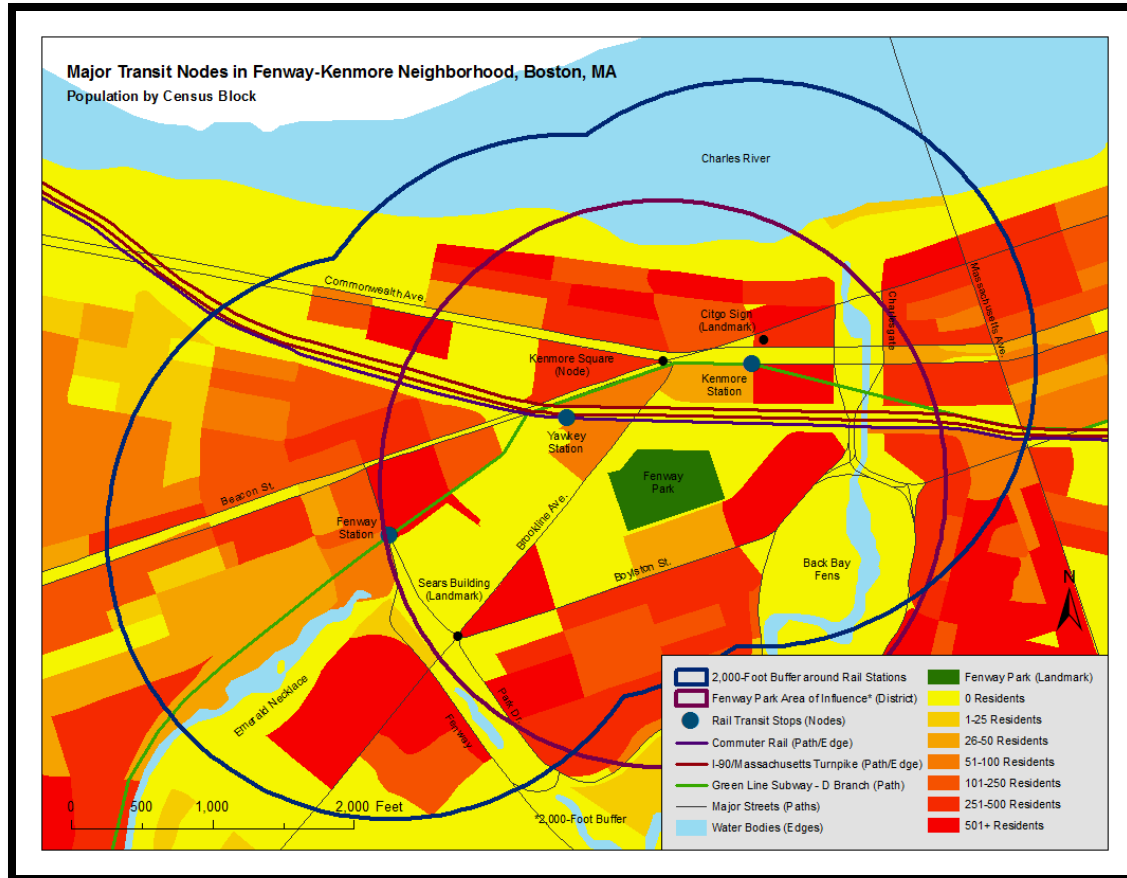 Major Transit Nodes in Fenway-Kenmore Neighborhood, Boston, MA
Population by Census Block
Charles River
Commonwealth Ave.
Citgo Sign
(Landmark)
Charlesgate
Massachusetts Ave.
Kenmore Square
(Node)
Kenmore
Station
Yawkey
Station
Fenway
Park
Beacon St.
Brookline Ave.
Fenway
Station
Boylston St.
Back Bay
Fens
Sears Building
(Landmark)
N
Emerald Necklace
Park Dr.
Fenway
0 500 1,000 2,000 Feet
*2,000-Foot Buffer
2,000-Foot Buffer around Rail Stations
Fenway Park Area of Influence* (District)
Rail Transit Stops (Nodes)
Commuter Rail (Path/Edge)
I-90/Massachusetts Turnpike (Path/Edge)
Green Line Subway - D Branch (Path)
Major Streets (Paths)
Water Bodies (Edges)
Fenway Park (Landmark)
0 Residents
1-25 Residents
26-50 Residents
51-100 Residents
101-250 Residents
251-500 Residents
501+ Residents